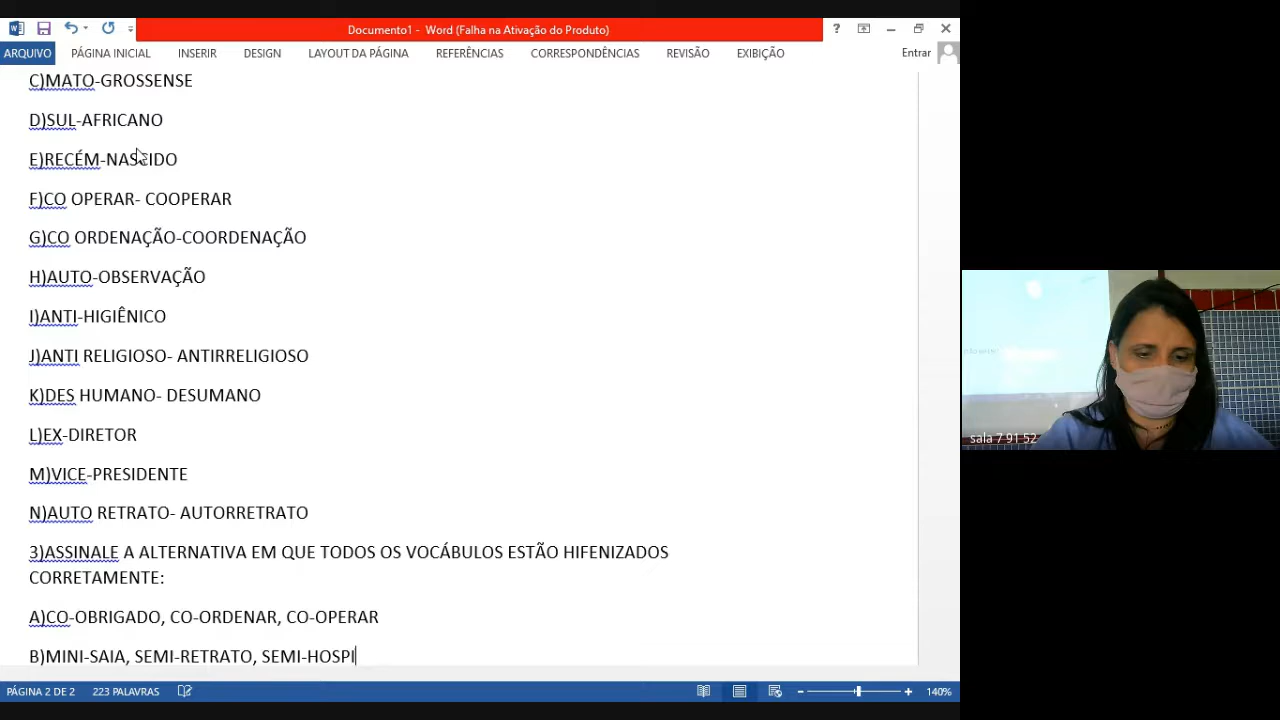 Documento1 - Word (Falha na Ativação do Produto)
ARQUIVO PÁGINA INICIAL INSERIR DESIGN LAYOUT DA PÁGINA REFERÊNCIAS CORRESPONDÊNCIAS REVISÃO EXIBIÇÃO Entrar
C)MATO-GROSSENSE
D)SUL-AFRICANO
E)RECÉM-NASCIDO
F)CO OPERAR- COOPERAR
G)CO ORDENAÇÃO-COORDENAÇÃO
H)AUTO-OBSERVAÇÃO
I)ANTI-HIGIÊNICO
J)ANTI RELIGIOSO- ANTIRRELIGIOSO
K)DES HUMANO- DESUMANO
L)EX-DIRETOR
M)VICE-PRESIDENTE
N)AUTO RETRATO- AUTORRETRATO
3)ASSINALE A ALTERNATIVA EM QUE TODOS OS VOCÁBULOS ESTÃO HIFENIZADOS
CORRETAMENTE:
A)CO-OBRIGADO, CO-ORDENAR, CO-OPERAR
B)MINI-SAIA, SEMI-RETRATO, SEMI-HOSPI
PÁGINA 2 DE 2 223 PALAVRAS 140%
sala 7 91 52